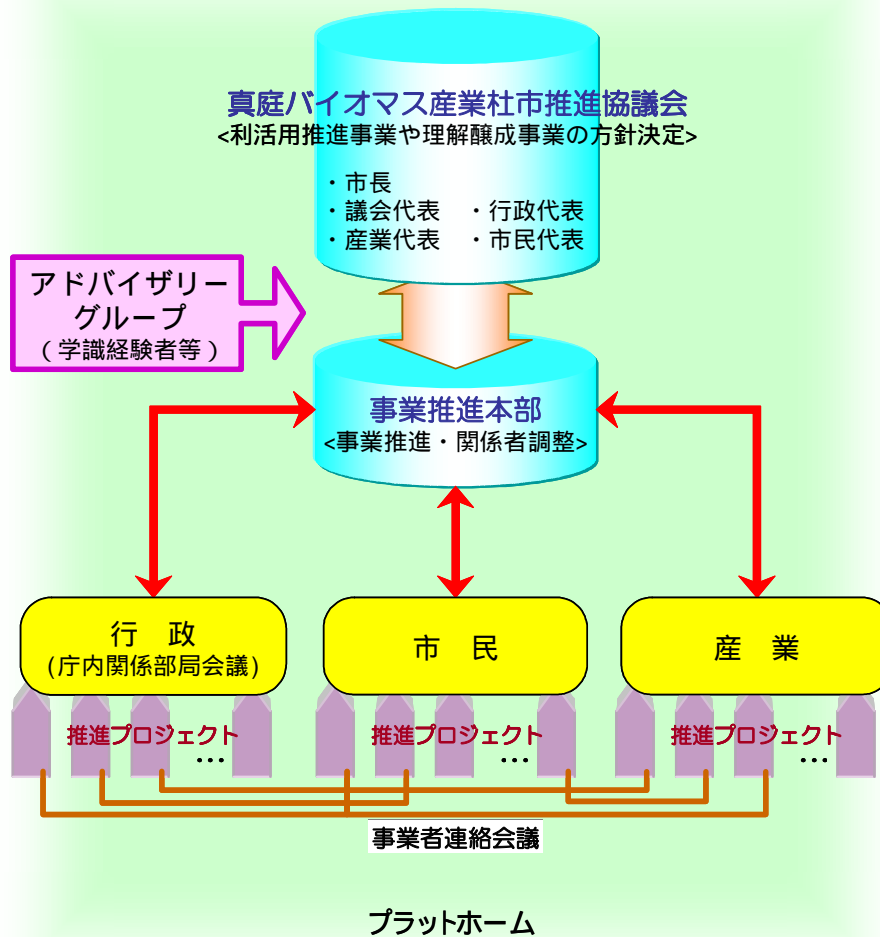 真庭バイオマス産業杜市推進協議会
<利活用推進事業や理解醸成事業の方針決定>
・市長
・議会代表　・行政代表
・産業代表　・市民代表
アドバイザリー
グループ
（学識経験者等）
事業推進本部
<事業推進・関係者調整>
行　政
(庁内関係部局会議)
市　民
産　業
推進プロジェクト
…
推進プロジェクト
…
推進プロジェクト
…
事業者連絡会議
プラットホーム